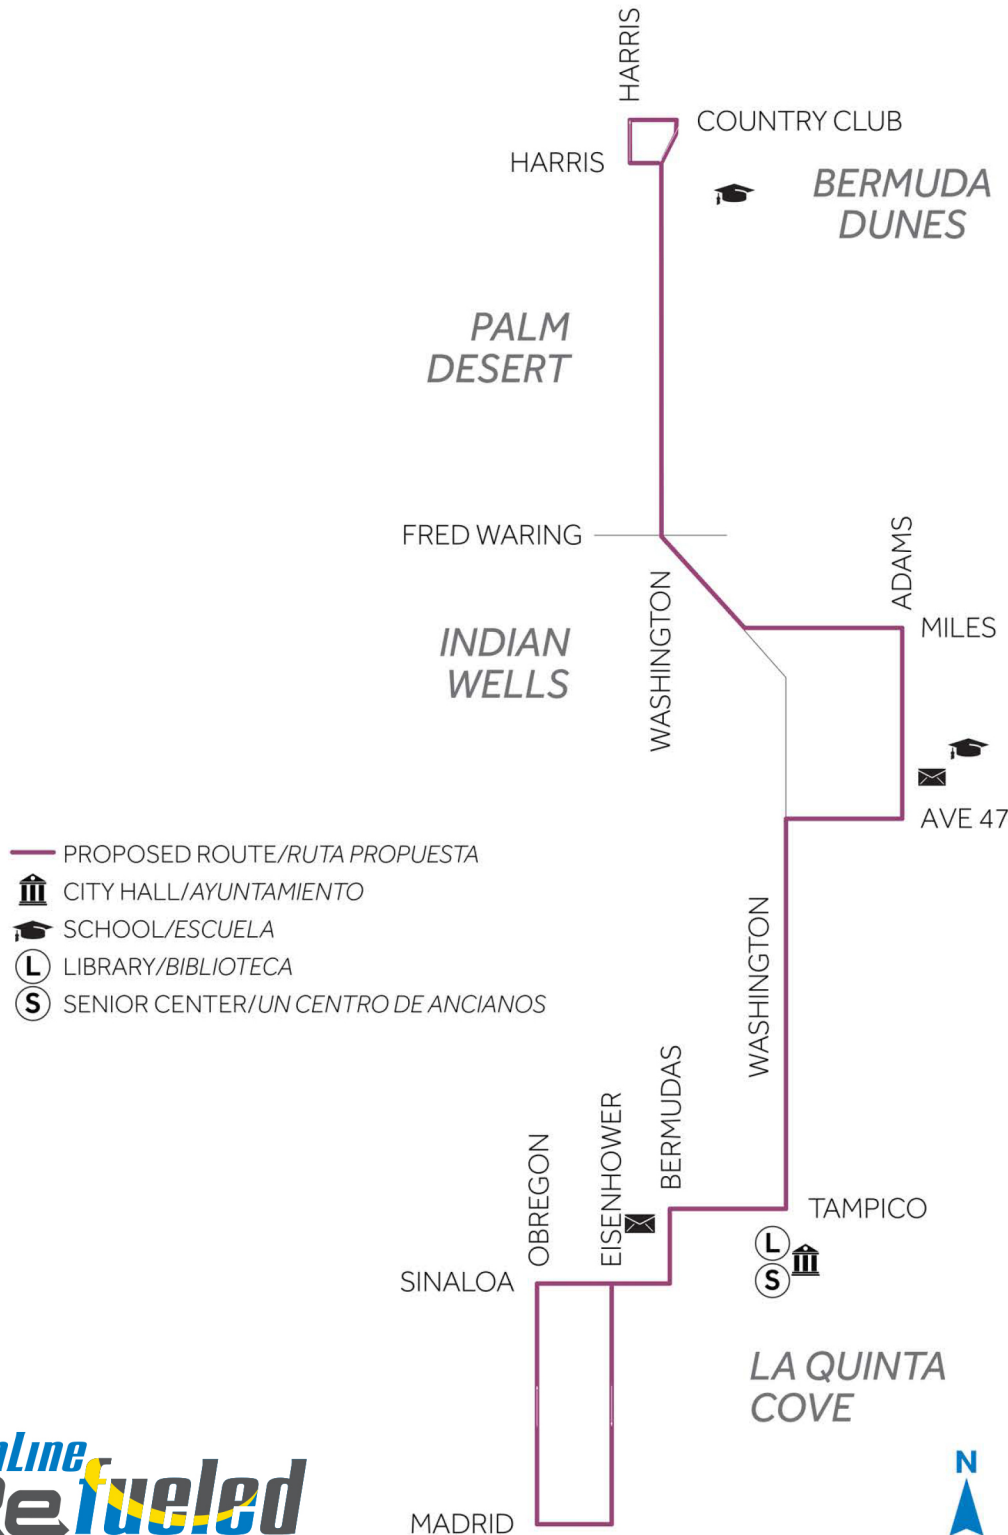 HARRIS
COUNTRY CLUB
HARRIS
BERMUDA
DUNES
PALM
DESERT
FRED WARING
ADAMS
WASHINGTON
MILES
INDIAN
WELLS
AVE 47
PROPOSED ROUTE/RUTA PROPUESTA
CITY HALL/AYUNTAMIENTO
SCHOOL/ESCUELA
L LIBRARY/BIBLIOTECA
S SENIOR CENTER/UN CENTRO DE ANCIANOS
WASHINGTON
BERMUDAS
EISENHOWER
OBREGON
TAMPICO
L
S
SINALOA
LA QUINTA
COVE
N
nLine
Refueled
MADRID